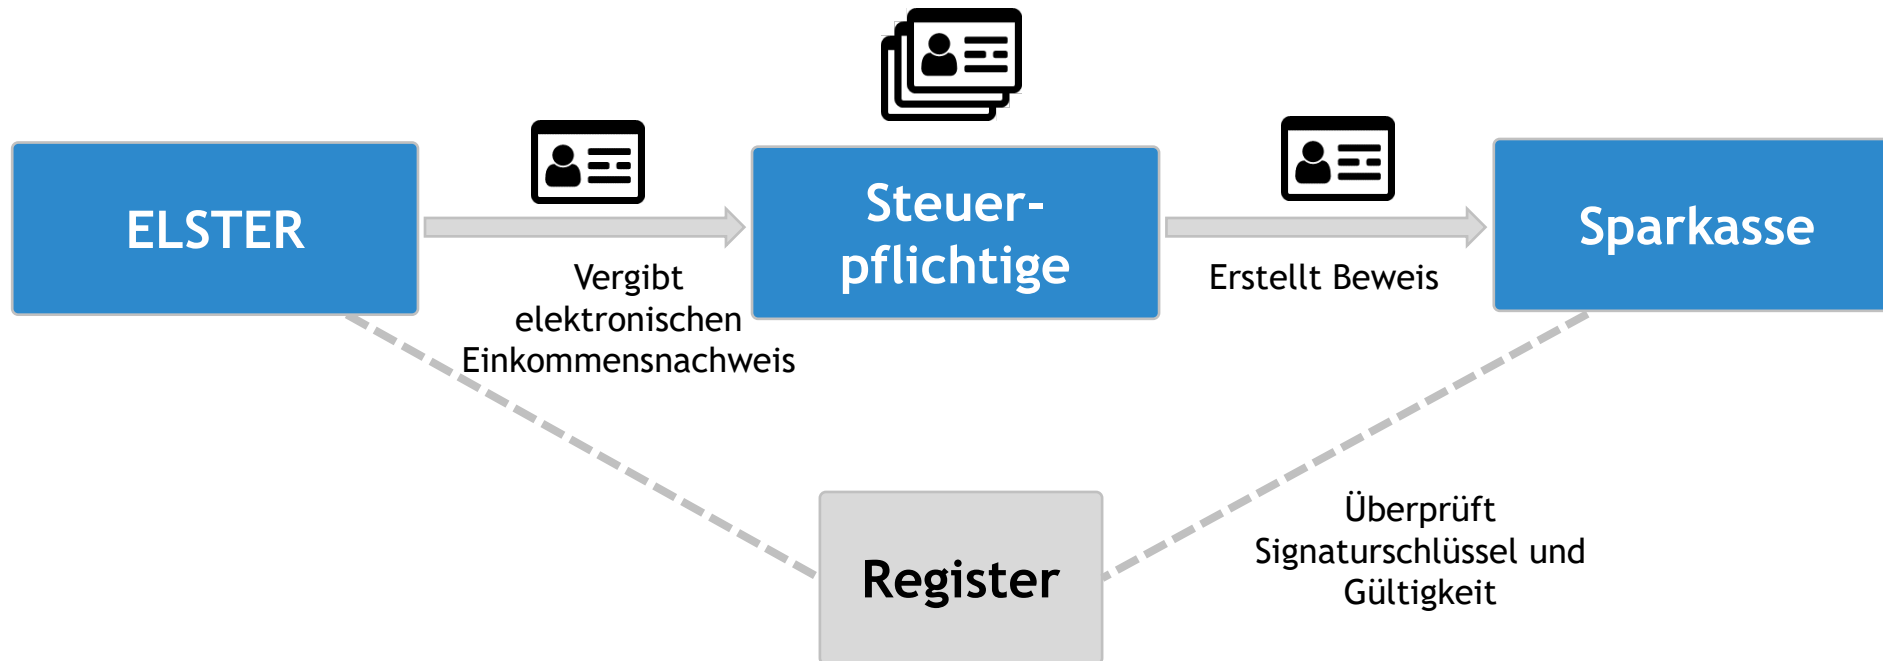 ELSTER
Vergibt
elektronischen
Einkommensnachweis
Steuer-
pflichtige
Erstellt Beweis
Sparkasse
Register
Überprüft
Signaturschlüssel und
Gültigkeit